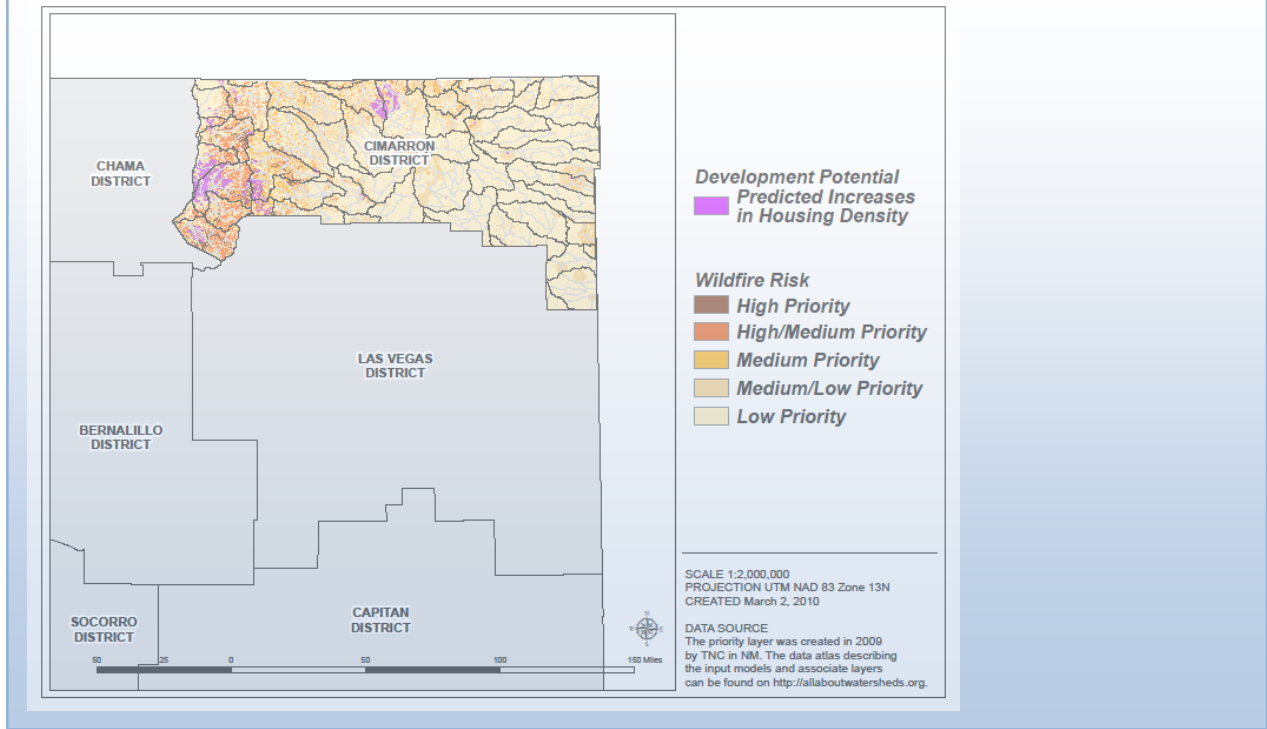 CHAMA
DISTRICT
CIMARRON
DISTRICT
LAS VEGAS
DISTRICT
BERNALILLO
DISTRICT
SOCORRO
DISTRICT
CAPITAN
DISTRICT
50 25 0 50 100 150 Miles
Development Potential
Predicted Increases
in Housing Density
Wildfire Risk
High Priority
High/Medium Priority
Medium Priority
Medium/Low Priority
Low Priority
SCALE 1:2,000,000
PROJECTION UTM NAD 83 Zone 13N
CREATED March 2, 2010
DATA SOURCE
The priority layer was created in 2009
by TNC in NM. The data atlas describing
the input models and associate layers
can be found on http://allaboutwatersheds.org.